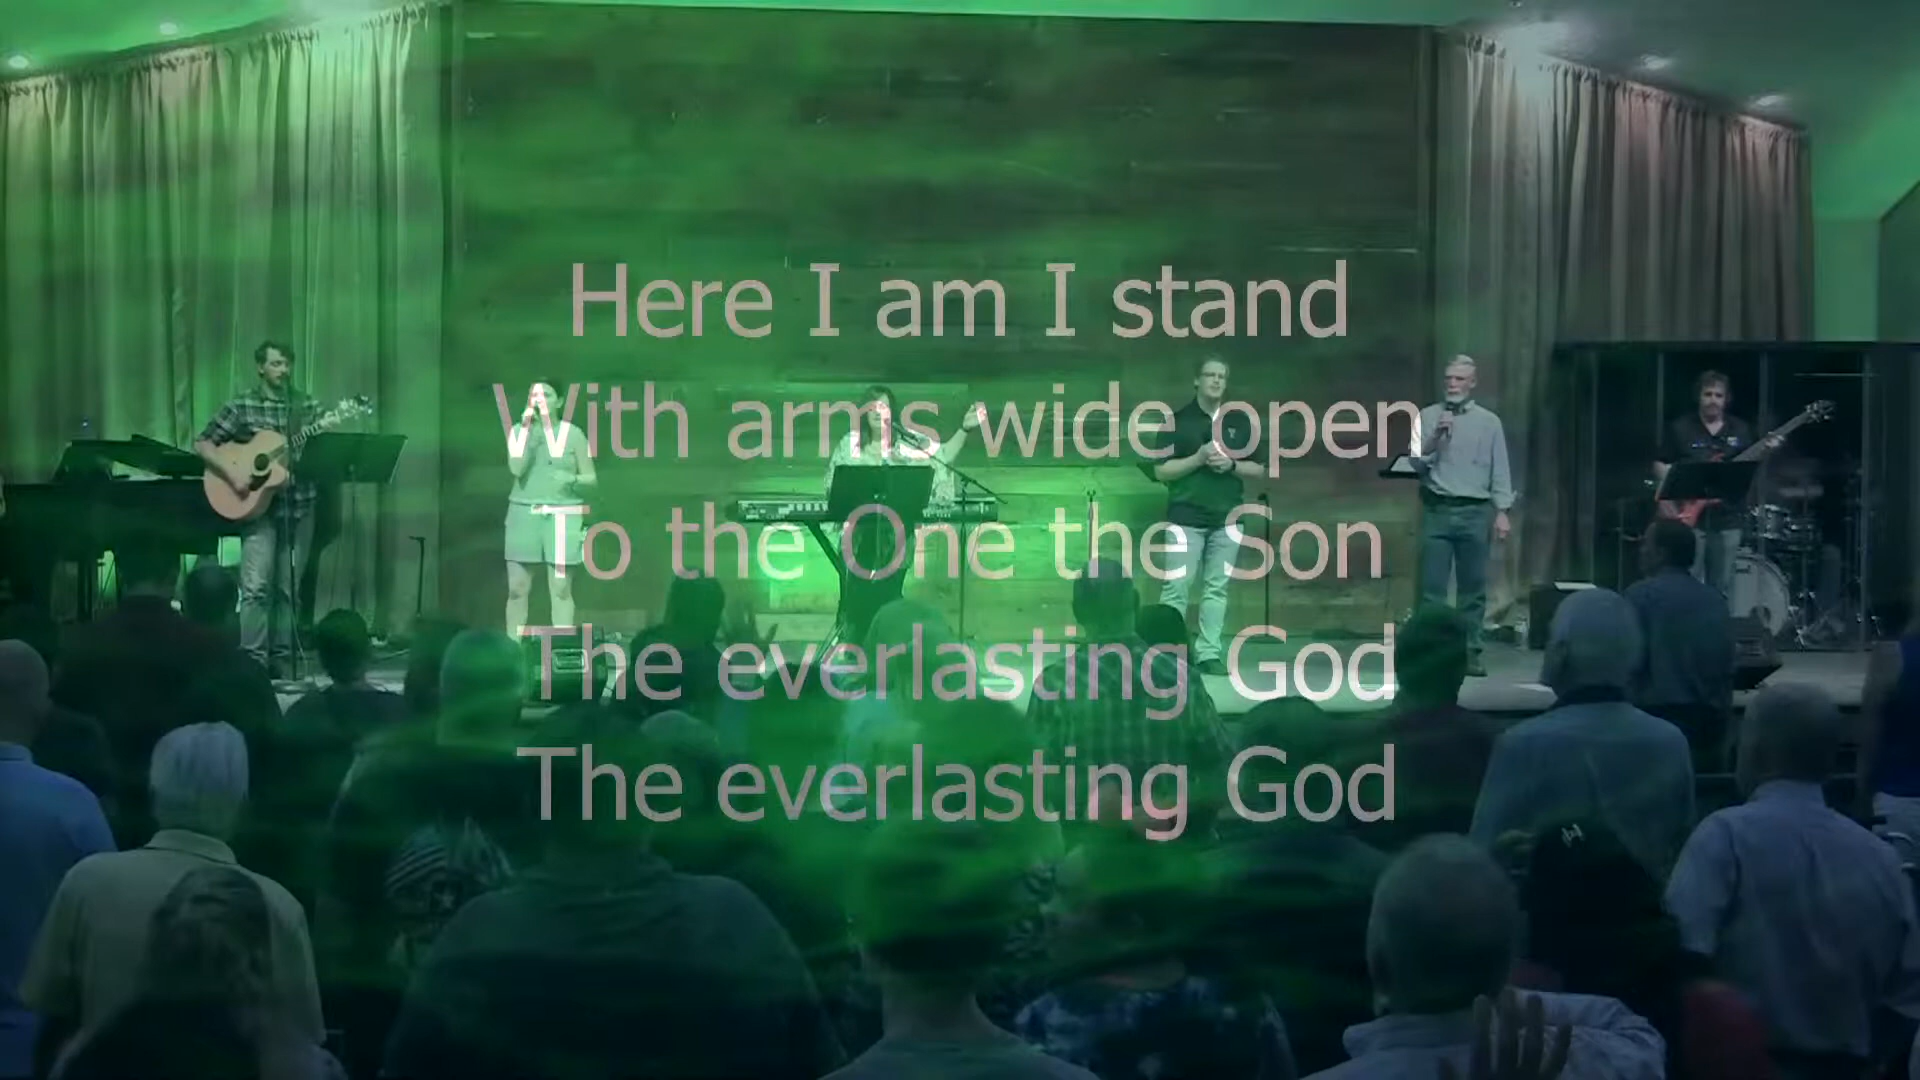 Here I am I stand
With arms wide open
To the One the Son
The everlasting God
The everlasting God